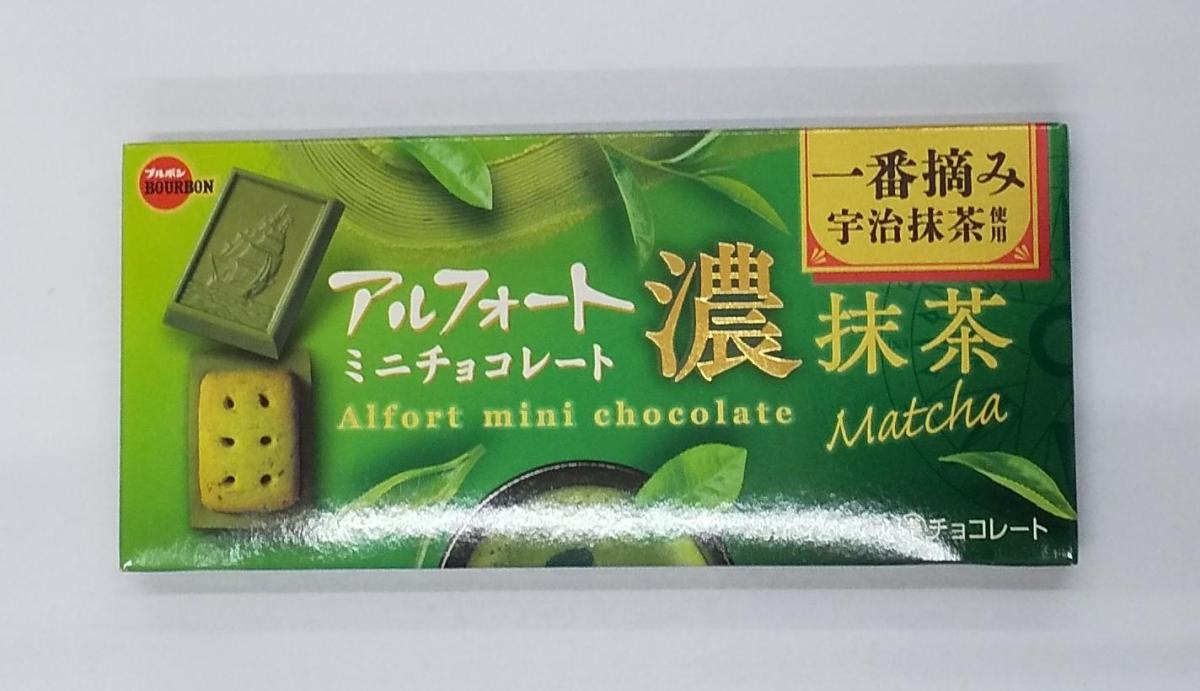 ブルボン
BOURBON
一番摘み
宇治抹茶使用
アルフォート
ミニチョコレート
濃抹茶
Alfort mini chocolate
Matcha
チョコレート